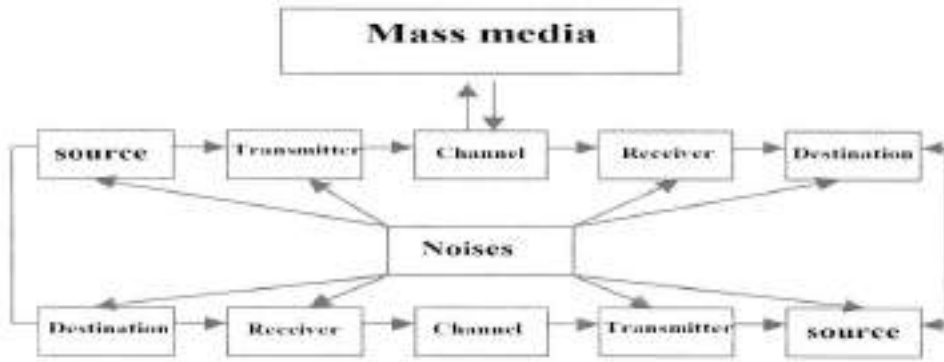 Mass media
source Transmitter Channel Receiver Destination
Noises
Destination Receiver Channel Transmitter source